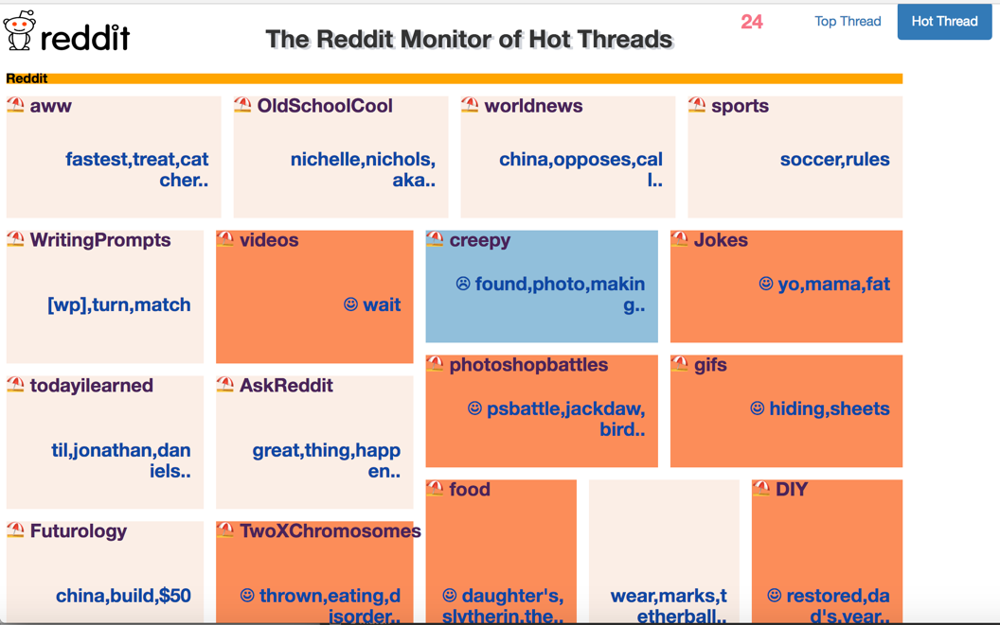 reddit
The Reddit Monitor of Hot Threads
24
Top Thread
Hot Thread
Reddit
aww
fastest,treat,cat
cher..
OldSchoolCool
nichelle,nichols,
aka..
worldnews
china,opposes,cal
l..
sports
soccer,rules
WritingPrompts
[wp],turn,match
videos
wait
creepy
found,photo,makin
g..
Jokes
yo,mama,fat
todayilearned
til,jonathan,dan
iels..
AskReddit
great,thing,happ
en..
photoshopbattles
psbattle,jackdaw,
bird..
gifs
hiding,sheets
Futurology
china,build,$50
TwoXChromosomes
thrown,eating,d
isorder..
food
daughter's,
slytherin,the..
wear,marks,t
etherball..
DIY
restored,da
d's,year..